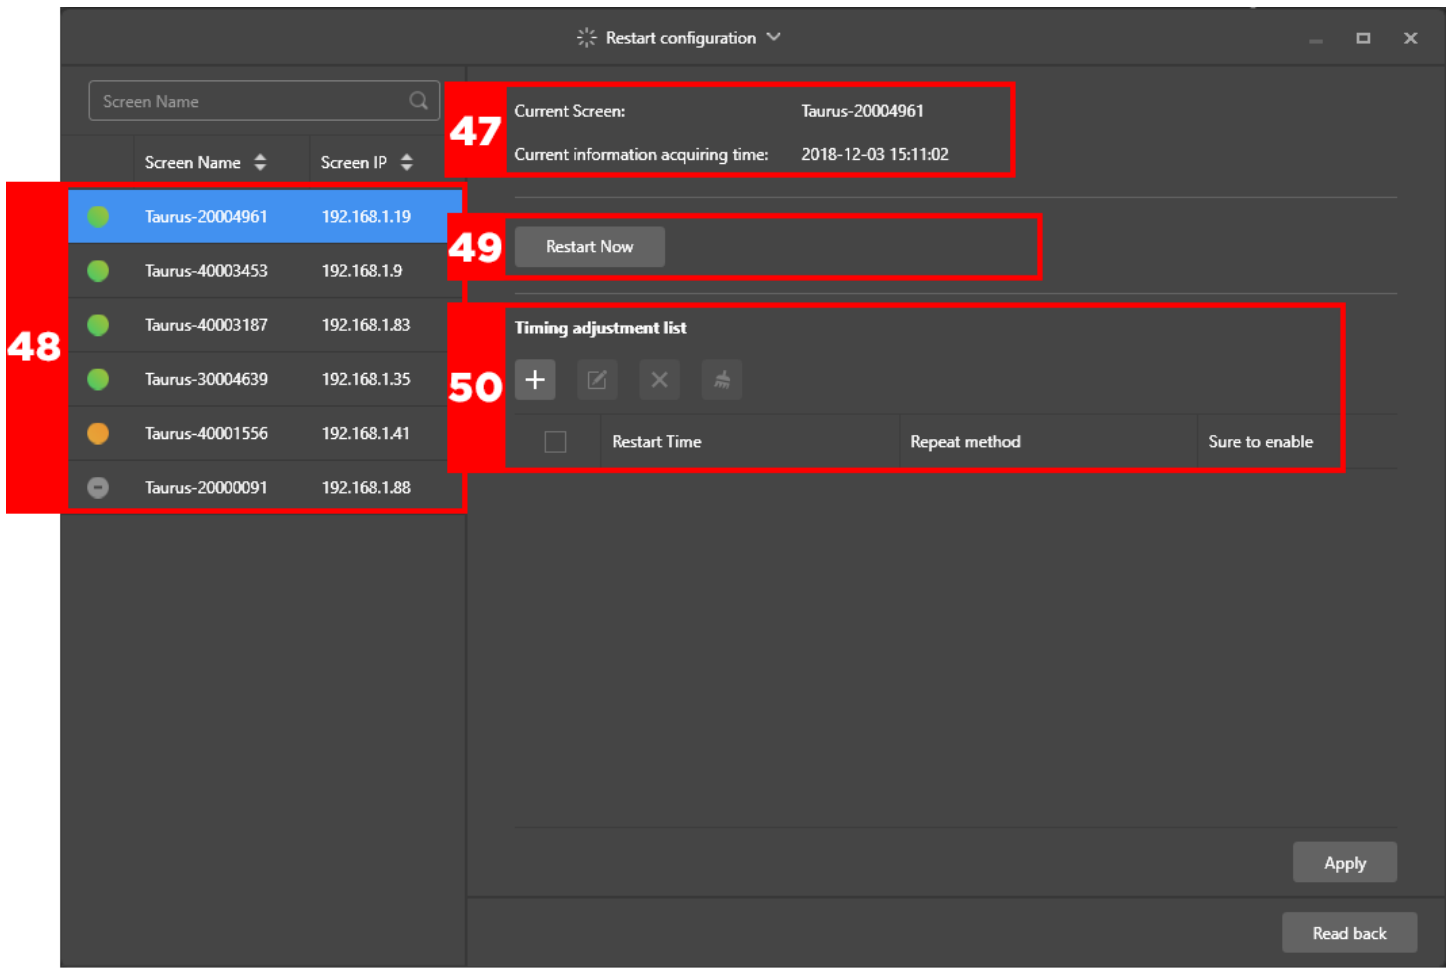 Restart configuration
Screen Name
Screen Name Screen IP
Taurus-20004961 192.168.1.19
Taurus-40003453 192.168.1.9
Taurus-40003187 192.168.1.83
Taurus-30004639 192.168.1.35
Taurus-40001556 192.168.1.41
Taurus-20000091 192.168.1.88
48
47
Current Screen: Taurus-20004961
Current information acquiring time: 2018-12-03 15:11:02
49
Restart Now
50
Timing adjustment list
Restart Time Repeat method Sure to enable
Apply
Read back